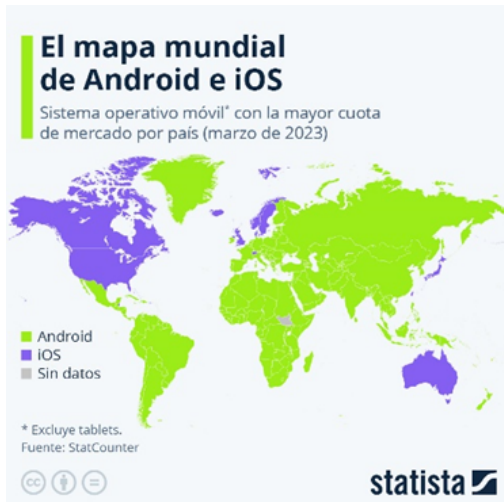 El mapa mundial
de Android e iOS
Sistema operativo móvil* con la mayor cuota
de mercado por país (marzo de 2023)
Android
iOS
Sin datos
* Excluye tablets.
Fuente: StatCounter
cc
statista